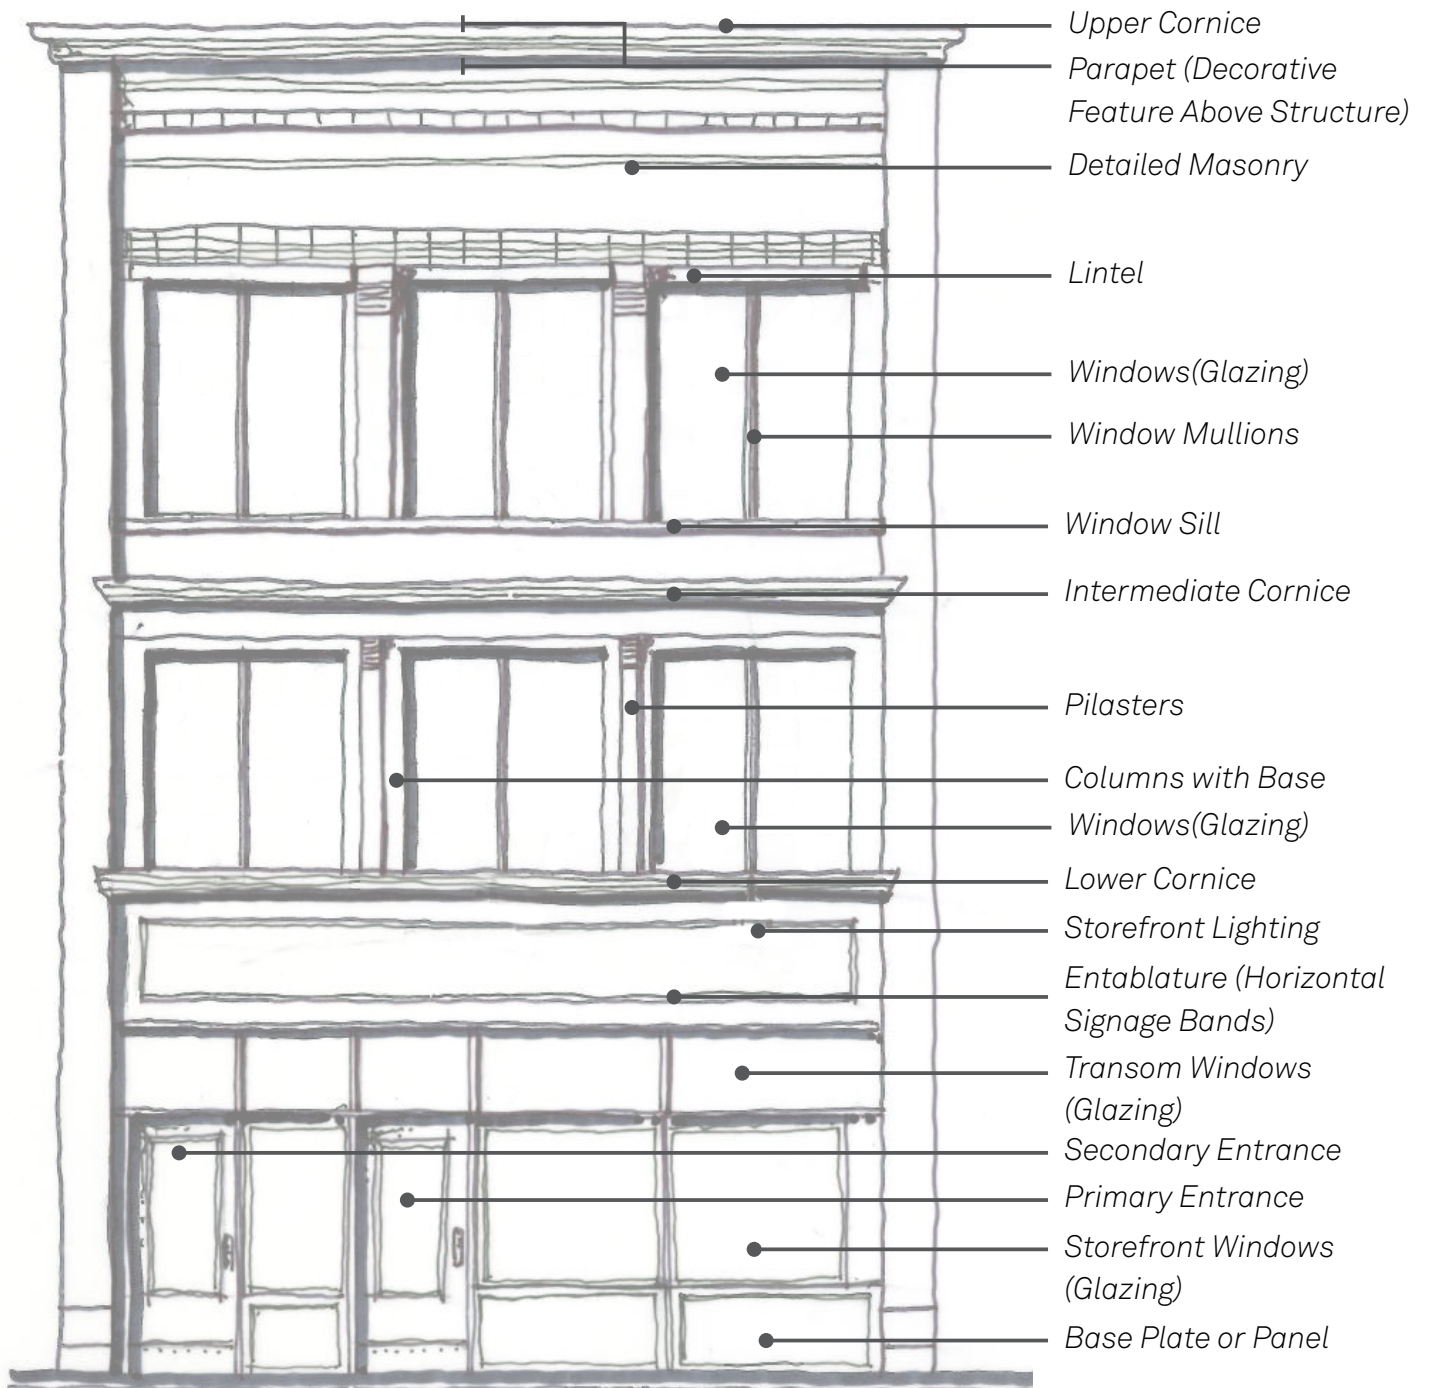 Upper Cornice
Parapet (Decorative
Feature Above Structure)
Detailed Masonry
Lintel
Windows(Glazing)
Window Mullions
Window Sill
Intermediate Cornice
Pilasters
Columns with Base
Windows(Glazing)
Lower Cornice
Storefront Lighting
Entablature (Horizontal
Signage Bands)
Transom Windows
(Glazing)
Secondary Entrance
Primary Entrance
Storefront Windows
(Glazing)
Base Plate or Panel